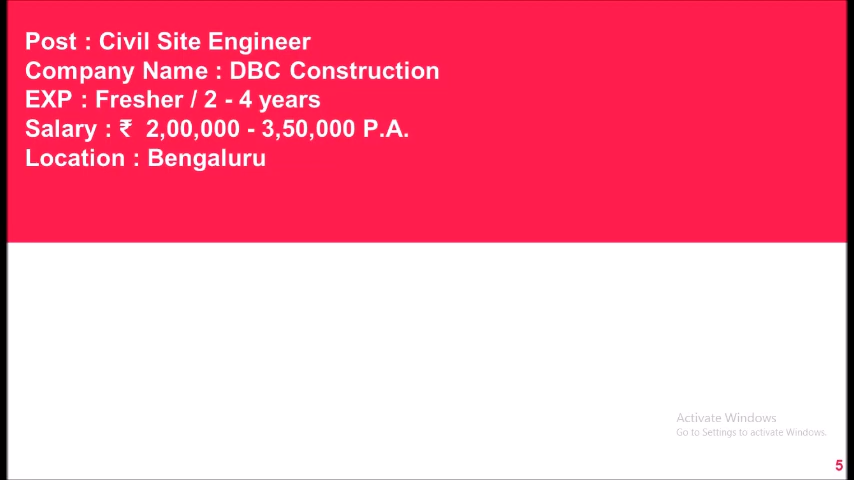 Post : Civil Site Engineer
Company Name : DBC Construction
EXP : Fresher / 2 - 4 years
Salary : ₹ 2,00,000 - 3,50,000 P.A.
Location : Bengaluru
Activate Windows
Go to Settings to activate Windows.
5